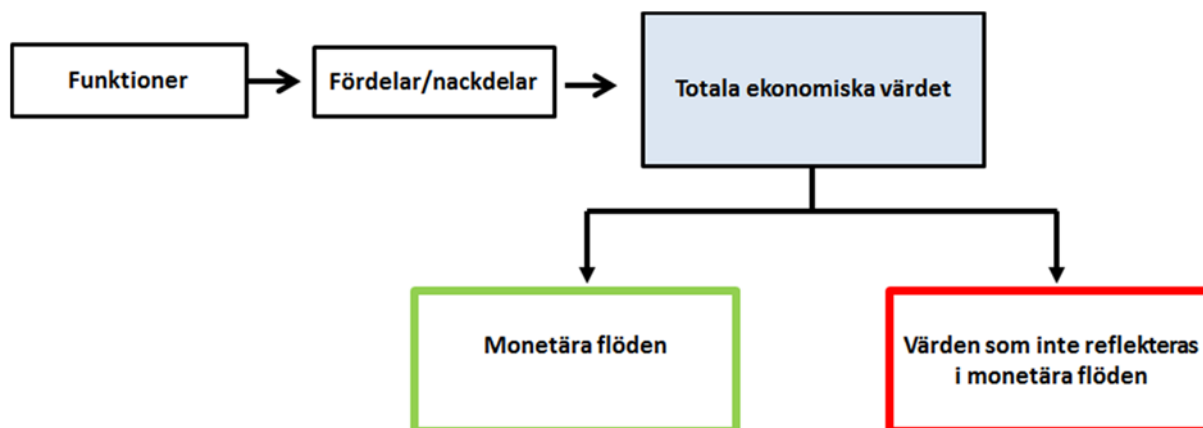 Funktioner
Fördelar/nackdelar
Totala ekonomiska värdet
Monetära flöden
Värden som inte reflekteras
i monetära flöden